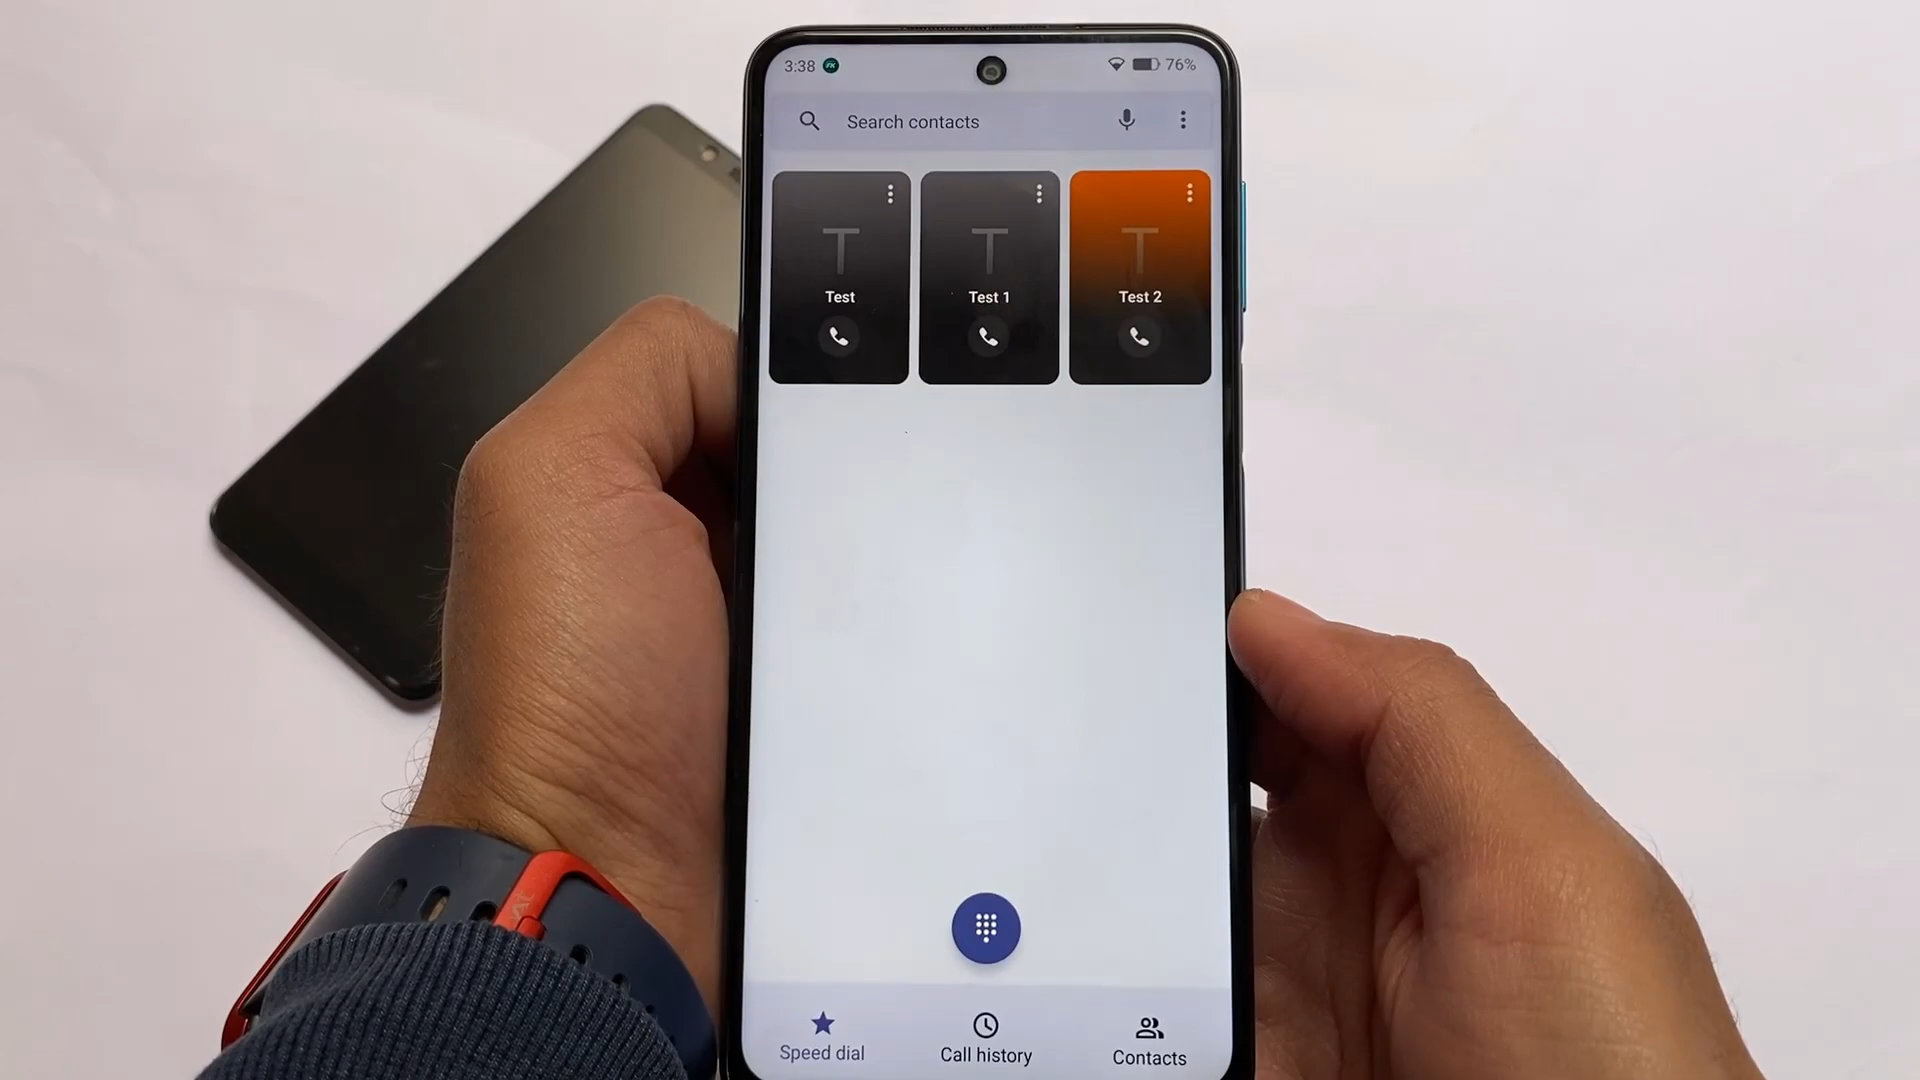 3:38
76%
Search contacts
T
T
T
Test
Test 1
Test 2
Speed dial
Call history
Contacts